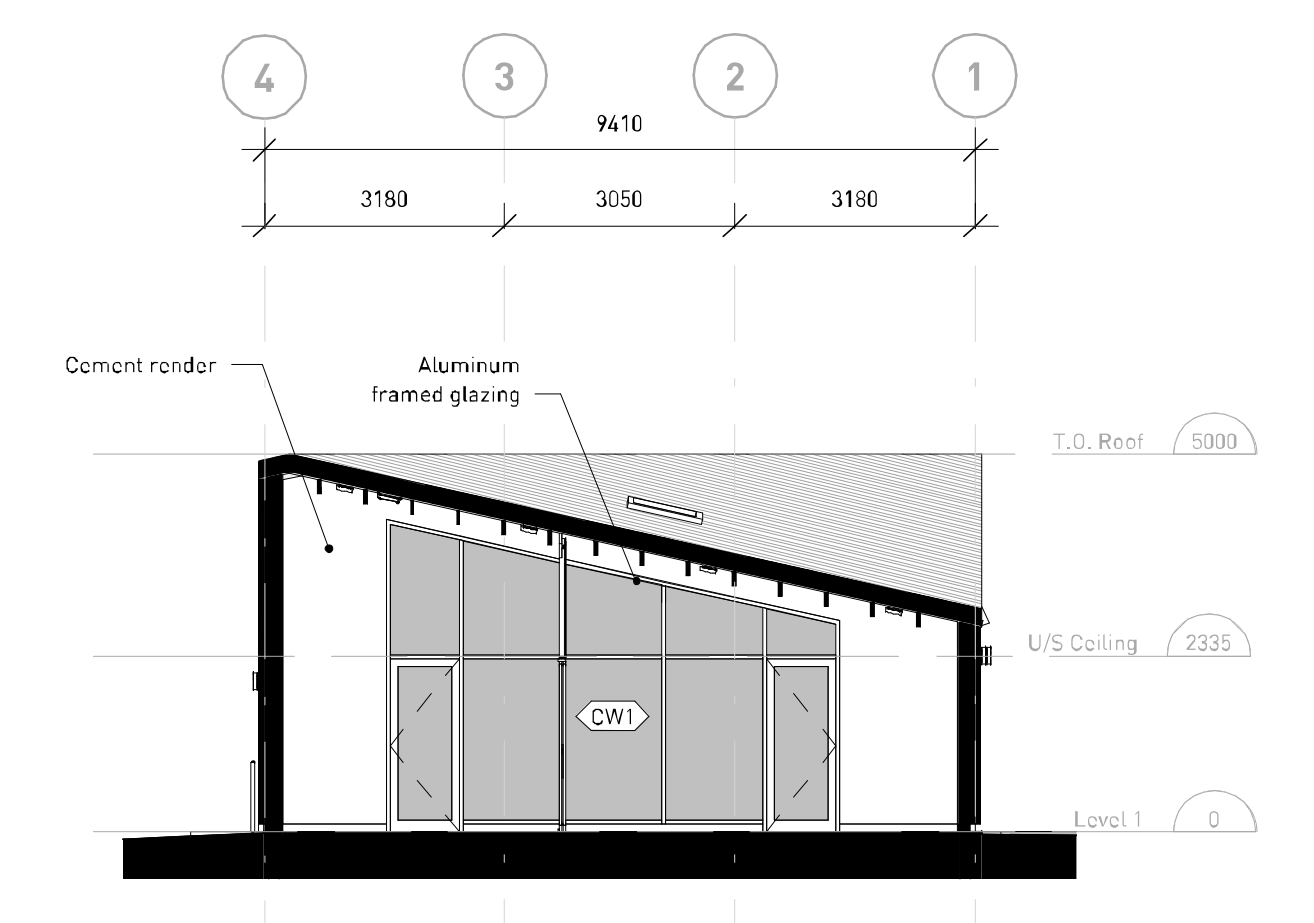 4 3 2 1
9410
3180 3050 3180
Cement render
Aluminum
framed glazing
T.O. Roof 5000
U/S Ceiling 2335
CW1
Level 1 0